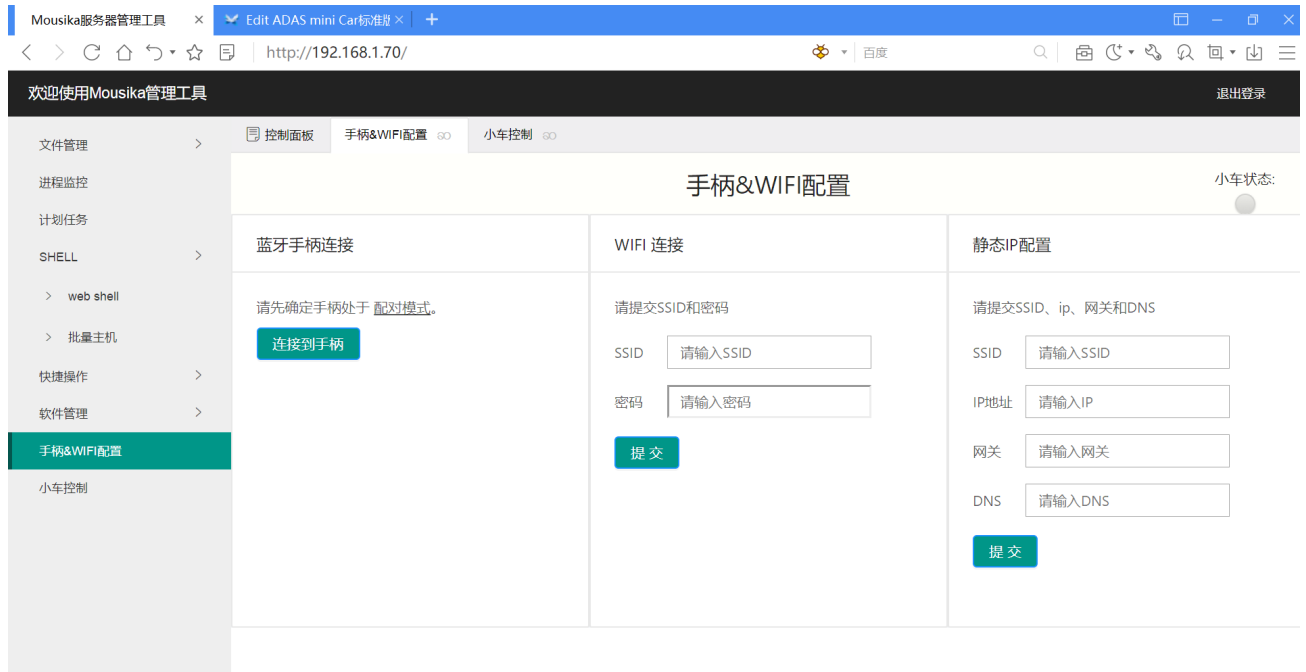 Mousika服务器管理工具
Edit ADAS mini Car标准版
http://192.168.1.70/
百度
欢迎使用Mousika管理工具
退出登录
文件管理
进程监控
计划任务
SHELL
web shell
批量主机
快捷操作
软件管理
手柄&WIFI配置
小车控制
控制面板
手柄&WIFI配置
小车控制
手柄&WIFI配置
小车状态:
蓝牙手柄连接
请先确定手柄处于 配对模式。
连接到手柄
WIFI 连接
请提交SSID和密码
SSID 请输入SSID
密码 请输入密码
提 交
静态IP配置
请提交SSID、ip、网关和DNS
SSID 请输入SSID
IP地址 请输入IP
网关 请输入网关
DNS 请输入DNS
提 交